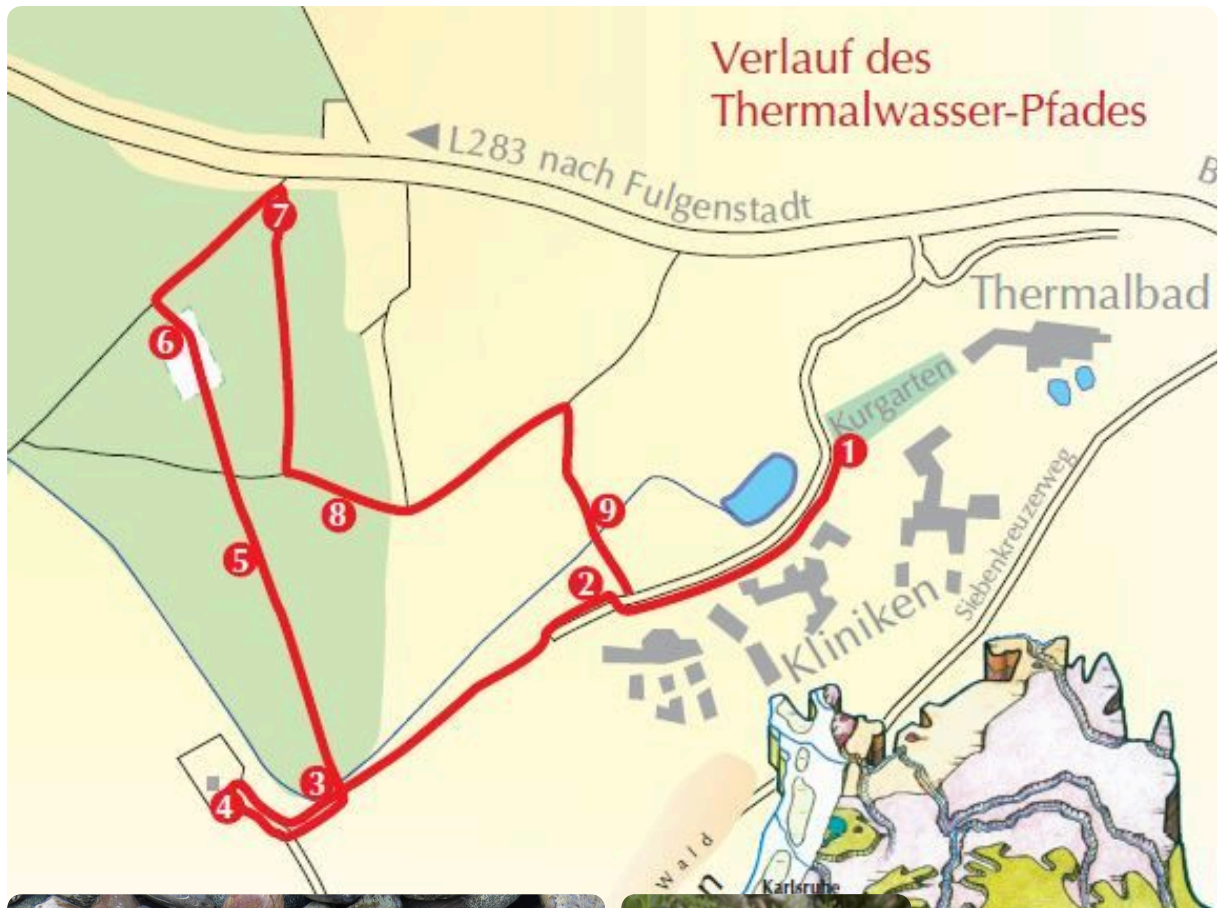 Verlauf des
Thermalwasser-Pfades
L283 nach Fulgenstadt
B
Thermalbad
Kurgarten
Siebenkreuzerweg
Kliniken
1
2
3
4
5
6
7
8
9
Wald
n
Karlsruhe